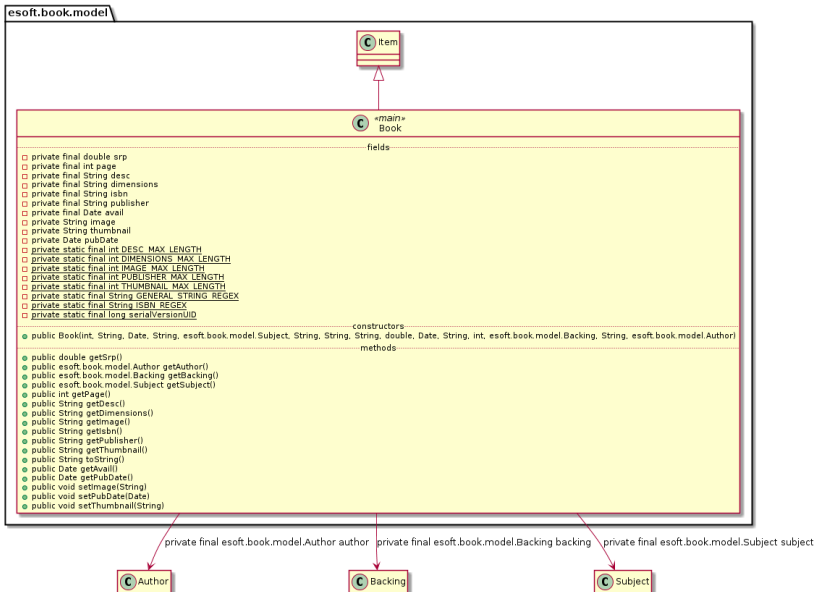 esoft.book.model
C Item
C «main»
Book
fields
private final double srp
private final int page
private final String desc
private final String dimensions
private final String isbn
private final String publisher
private final Date avail
private String image
private String thumbnail
private Date pubDate
private static final int DESC_MAX_LENGTH
private static final int DIMENSIONS_MAX_LENGTH
private static final int IMAGE_MAX_LENGTH
private static final int PUBLISHER_MAX_LENGTH
private static final int THUMBNAIL_MAX_LENGTH
private static final String GENERAL_STRING_REGEX
private static final String ISBN_REGEX
private static final long serialVersionUID
constructors
public Book(int, String, Date, String, esoft.book.model.Subject, String, String, String, double, Date, String, int, esoft.book.model.Backing, String, esoft.book.model.Author)
methods
public double getSrp()
public esoft.book.model.Author getAuthor()
public esoft.book.model.Backing getBacking()
public esoft.book.model.Subject getSubject()
public int getPage()
public String getDesc()
public String getDimensions()
public String getImage()
public String getIsbn()
public String getPublisher()
public String getThumbnail()
public String toString()
public Date getAvail()
public Date getPubDate()
public void setImage(String)
public void setPubDate(Date)
public void setThumbnail(String)
private final esoft.book.model.Author author
private final esoft.book.model.Backing backing
private final esoft.book.model.Subject subject
C Author
C Backing
C Subject